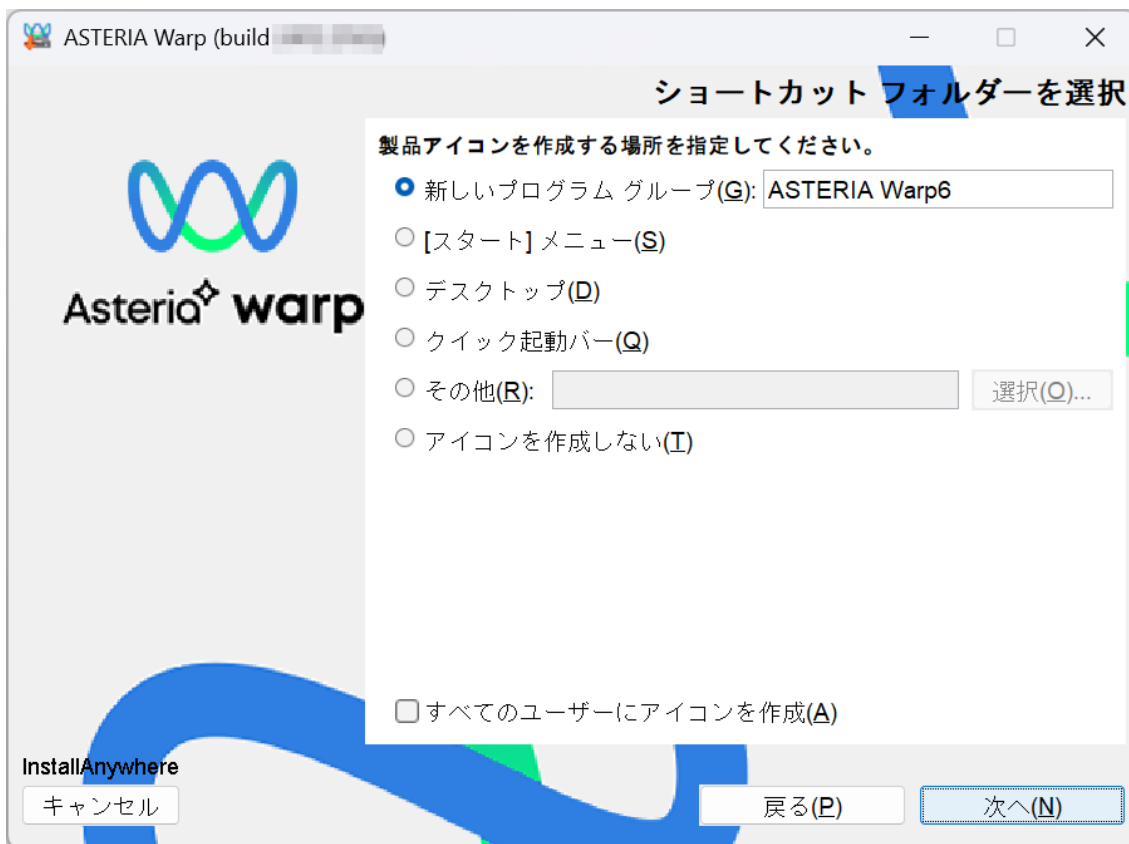 ASTERIA Warp (build
ショートカット フォルダーを選択
Asteria warp
製品アイコンを作成する場所を指定してください。
新しいプログラム グループ(G): ASTERIA Warp6
[スタート] メニュー(S)
デスクトップ(D)
クイック起動バー(Q)
その他(R): 選択(O)...
アイコンを作成しない(T)
すべてのユーザーにアイコンを作成(A)
InstallAnywhere
キャンセル 戻る(P) 次へ(N)